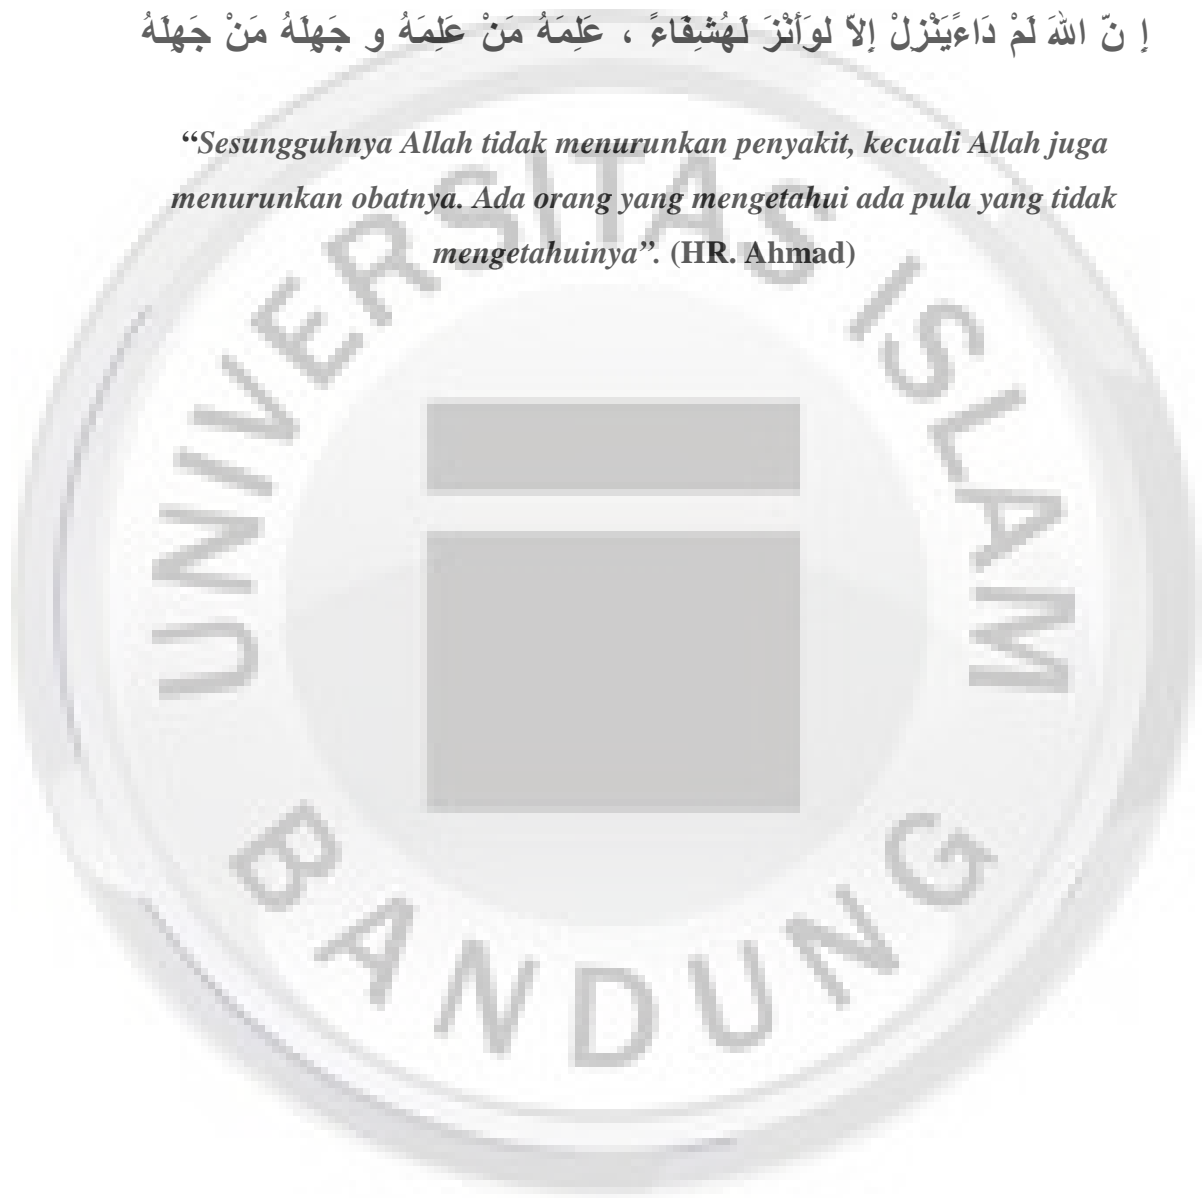 إ نّ اللهَ لَمْ دَاءًيَنْزِلْ إلاّ لوَأَنْزَ لَهُشِفَاءً ، عَلِمَهُ مَنْ عَلِمَهُ و جَهِلَهُ مَنْ جَهِلَهُ
“Sesungguhnya Allah tidak menurunkan penyakit, kecuali Allah juga
menurunkan obatnya. Ada orang yang mengetahui ada pula yang tidak
mengetahuinya”. (HR. Ahmad)
UNIVERSITAS ISLAM
BANDUNG